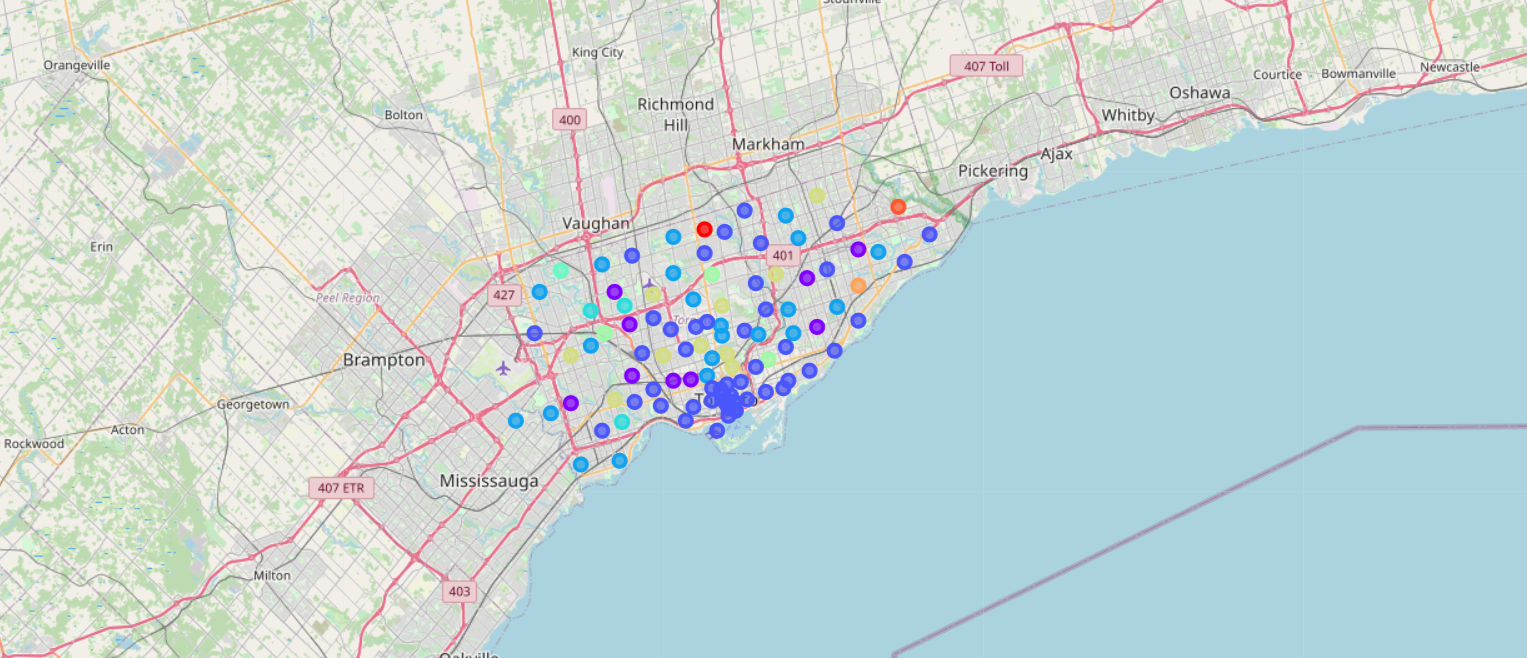 Stouffville
King City
Orangeville
407 Toll
Newcastle
Courtice
Bowmanville
Oshawa
Richmond
Hill
Bolton
400
Whitby
Markham
Ajax
Pickering
Vaughan
Erin
401
427
Peel Region
Brampton
Georgetown
Acton
Rockwood
Mississauga
407 ETR
Milton
403
Oakville